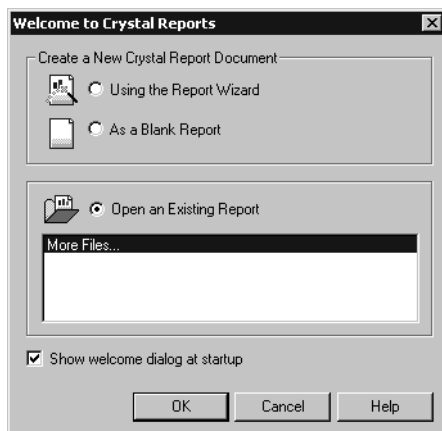 Welcome to Crystal Reports
Create a New Crystal Report Document
Using the Report Wizard
As a Blank Report
Open an Existing Report
More Files...
Show welcome dialog at startup
OK Cancel Help